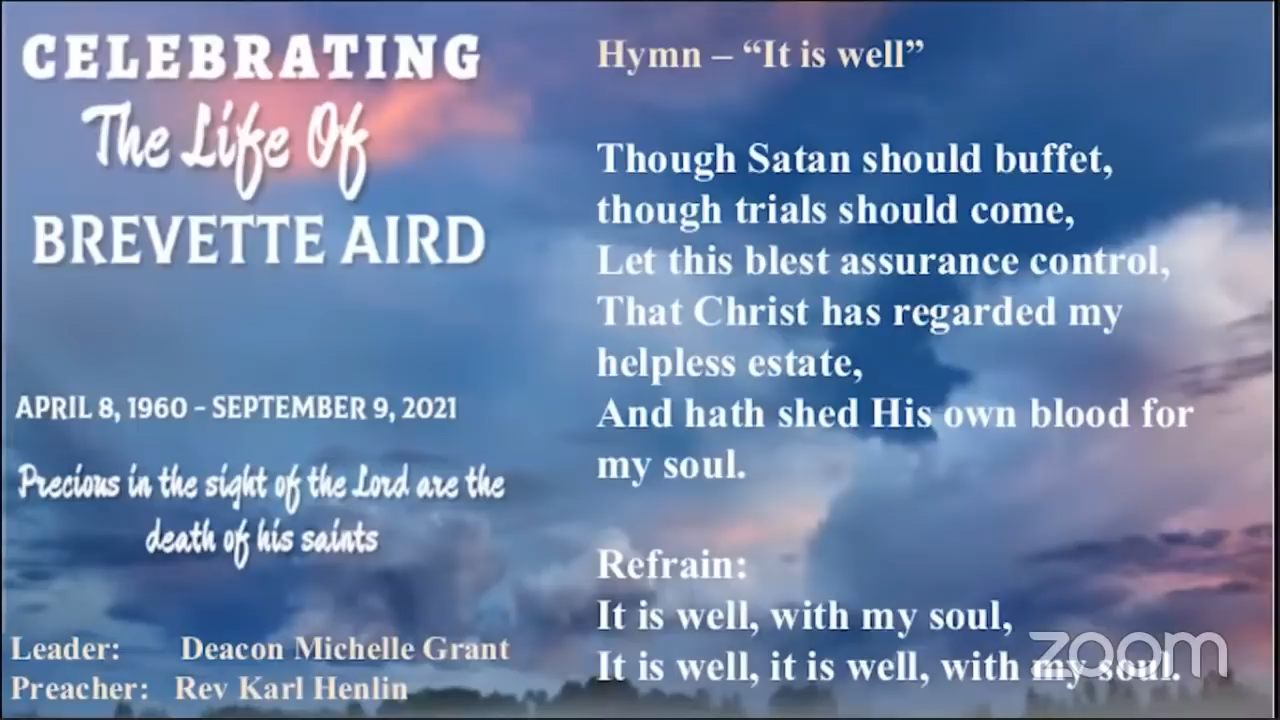 CELEBRATING
The Life Of
BREVETTE AIRD
APRIL 8, 1960 - SEPTEMBER 9, 2021
Precious in the sight of the Lord are the
death of his saints
Leader: Deacon Michelle Grant
Preacher: Rev Karl Henlin
Hymn – “It is well”
Though Satan should buffet,
though trials should come,
Let this blest assurance control,
That Christ has regarded my
helpless estate,
And hath shed His own blood for
my soul.
Refrain:
It is well, with my soul,
It is well, it is well, with my soul.
zoom